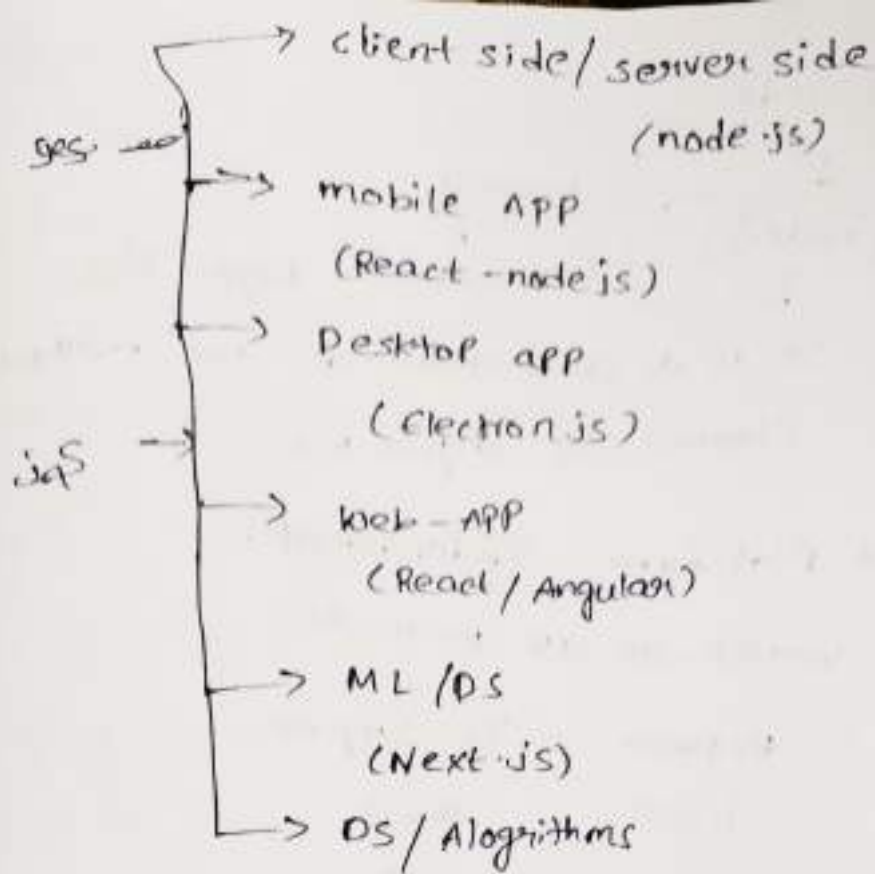 client side / server side
(node.js)
mobile APP
(React - node js)
Desktop app
(Electron js)
Web - APP
(React / Angular)
ML / DS
(Next.js)
DS / Alogrithms